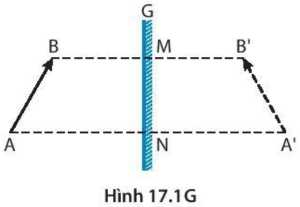 G
B M B'
A N A'
Hình 17.1G